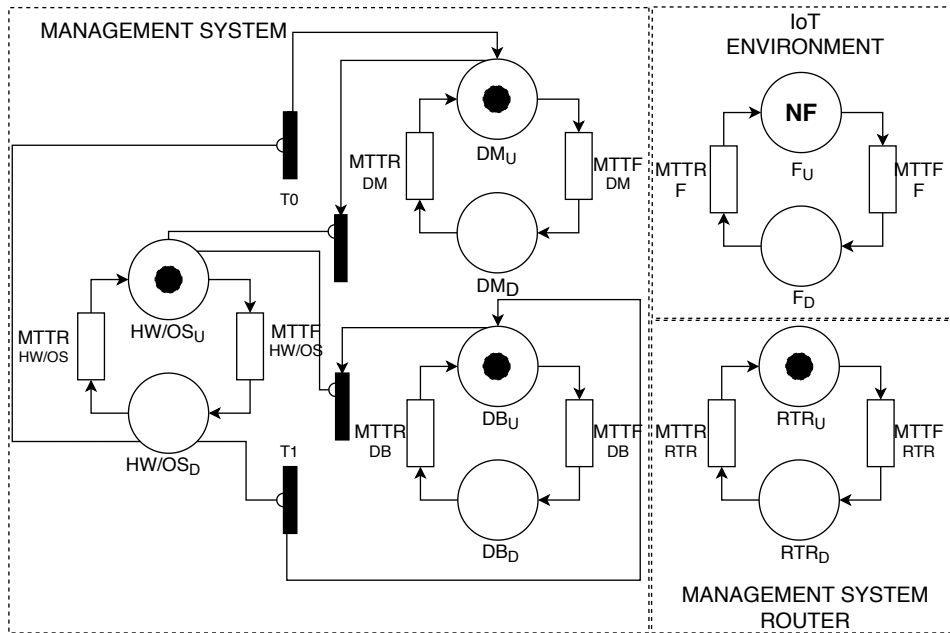 MANAGEMENT SYSTEM
T0
MTTR
DM
DM_U
MTTF
DM
DM_D
MTTR
HW/OS
HW/OS_U
MTTF
HW/OS
HW/OS_D
T1
MTTR
DB
DB_U
MTTF
DB
DB_D
IoT
ENVIRONMENT
NF
MTTR
F
F_U
MTTF
F
F_D
MTTR
RTR
RTR_U
MTTF
RTR
RTR_D
MANAGEMENT SYSTEM
ROUTER